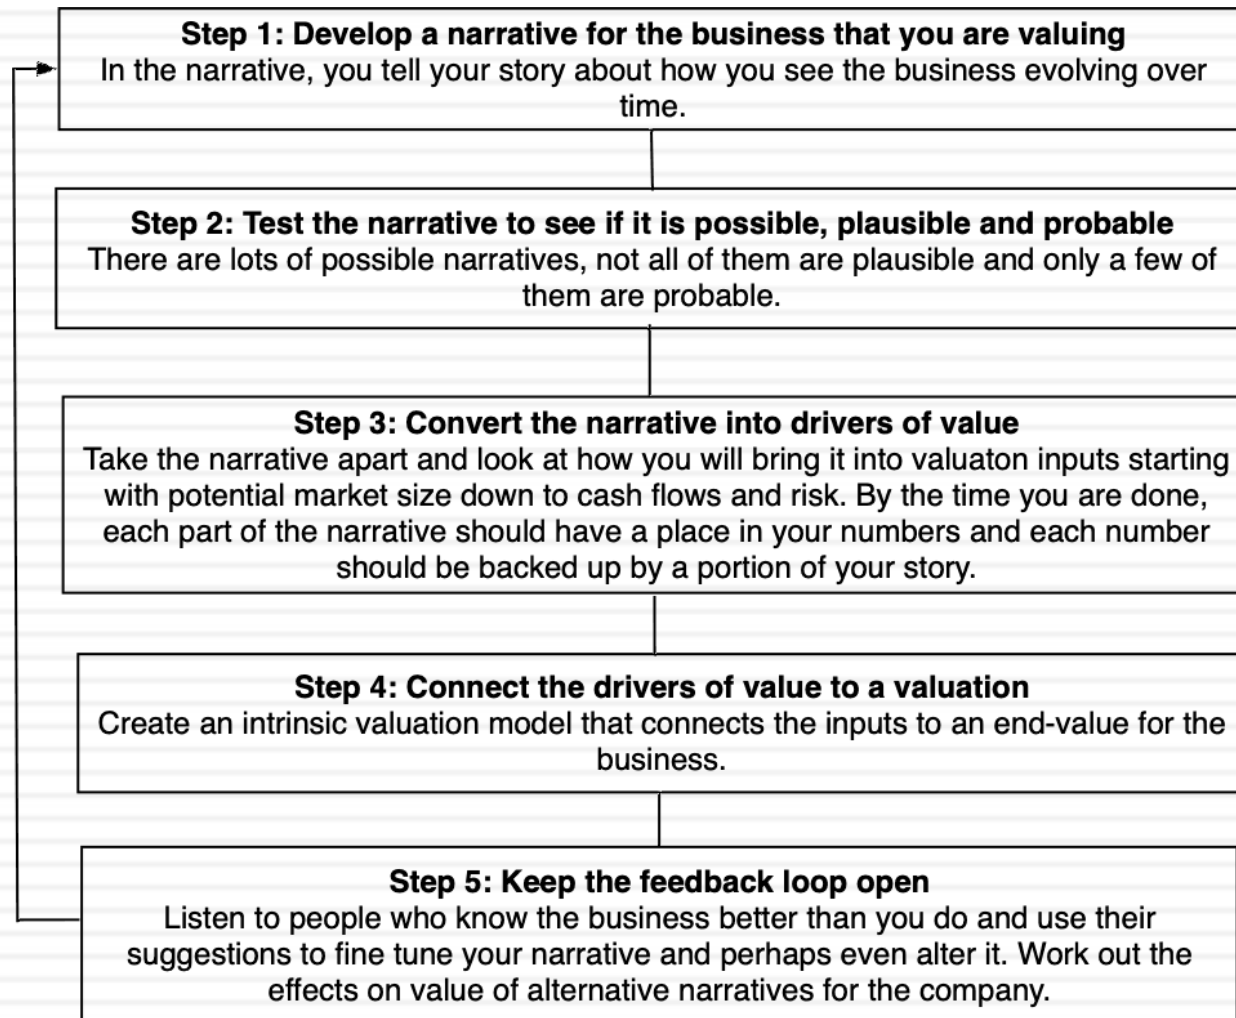 Step 1: Develop a narrative for the business that you are valuing
In the narrative, you tell your story about how you see the business evolving over
time.
Step 2: Test the narrative to see if it is possible, plausible and probable
There are lots of possible narratives, not all of them are plausible and only a few of
them are probable.
Step 3: Convert the narrative into drivers of value
Take the narrative apart and look at how you will bring it into valuaton inputs starting
with potential market size down to cash flows and risk. By the time you are done,
each part of the narrative should have a place in your numbers and each number
should be backed up by a portion of your story.
Step 4: Connect the drivers of value to a valuation
Create an intrinsic valuation model that connects the inputs to an end-value for the
business.
Step 5: Keep the feedback loop open
Listen to people who know the business better than you do and use their
suggestions to fine tune your narrative and perhaps even alter it. Work out the
effects on value of alternative narratives for the company.